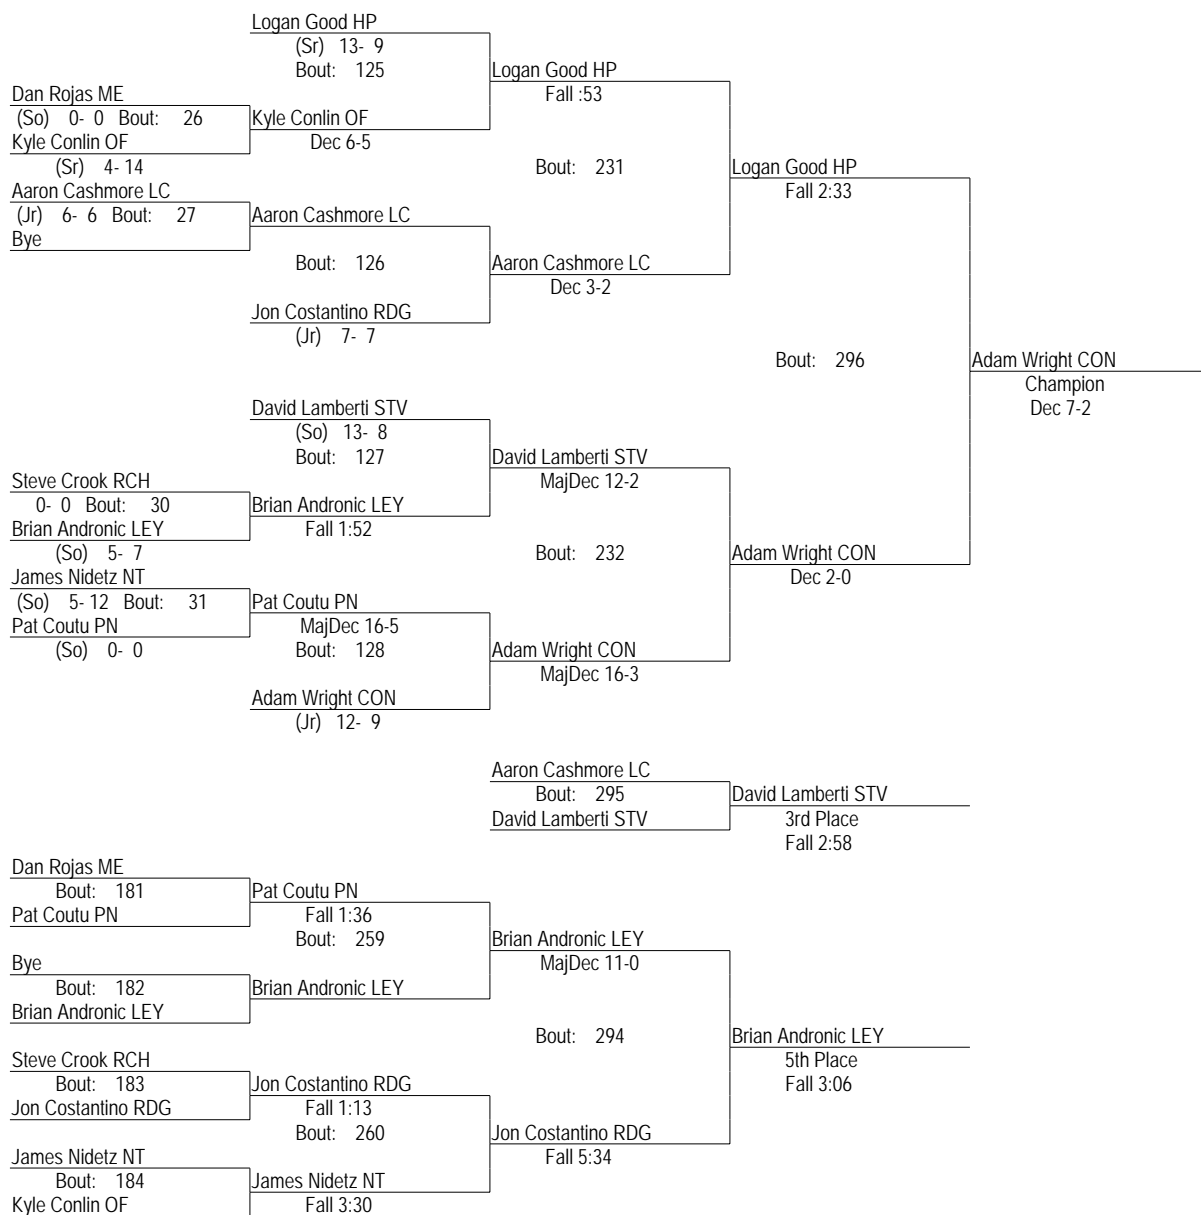 Logan Good HP
(Sr) 13- 9
Bout: 125
Logan Good HP
Fall :53
Dan Rojas ME
(So) 0- 0 Bout: 26
Kyle Conlin OF
Kyle Conlin OF
Dec 6-5
(Sr) 4- 14
Bout: 231
Logan Good HP
Fall 2:33
Aaron Cashmore LC
(Jr) 6- 6 Bout: 27
Aaron Cashmore LC
Bye
Bout: 126
Aaron Cashmore LC
Dec 3-2
Jon Costantino RDG
(Jr) 7- 7
Bout: 296
Adam Wright CON
Champion
Dec 7-2
David Lamberti STV
(So) 13- 8
Bout: 127
David Lamberti STV
MajDec 12-2
Steve Crook RCH
0- 0 Bout: 30
Brian Andronic LEY
Brian Andronic LEY
Fall 1:52
(So) 5- 7
Bout: 232
Adam Wright CON
Dec 2-0
James Nidetz NT
(So) 5- 12 Bout: 31
Pat Coutu PN
Pat Coutu PN
MajDec 16-5
(So) 0- 0
Bout: 128
Adam Wright CON
MajDec 16-3
Adam Wright CON
(Jr) 12- 9
Aaron Cashmore LC
Bout: 295
David Lamberti STV
David Lamberti STV
3rd Place
Fall 2:58
Dan Rojas ME
Bout: 181
Pat Coutu PN
Pat Coutu PN
Fall 1:36
Bout: 259
Brian Andronic LEY
MajDec 11-0
Bye
Bout: 182
Brian Andronic LEY
Brian Andronic LEY
Bout: 294
Brian Andronic LEY
5th Place
Fall 3:06
Steve Crook RCH
Bout: 183
Jon Costantino RDG
Jon Costantino RDG
Fall 1:13
Bout: 260
Jon Costantino RDG
Fall 5:34
James Nidetz NT
Bout: 184
James Nidetz NT
Kyle Conlin OF
Fall 3:30